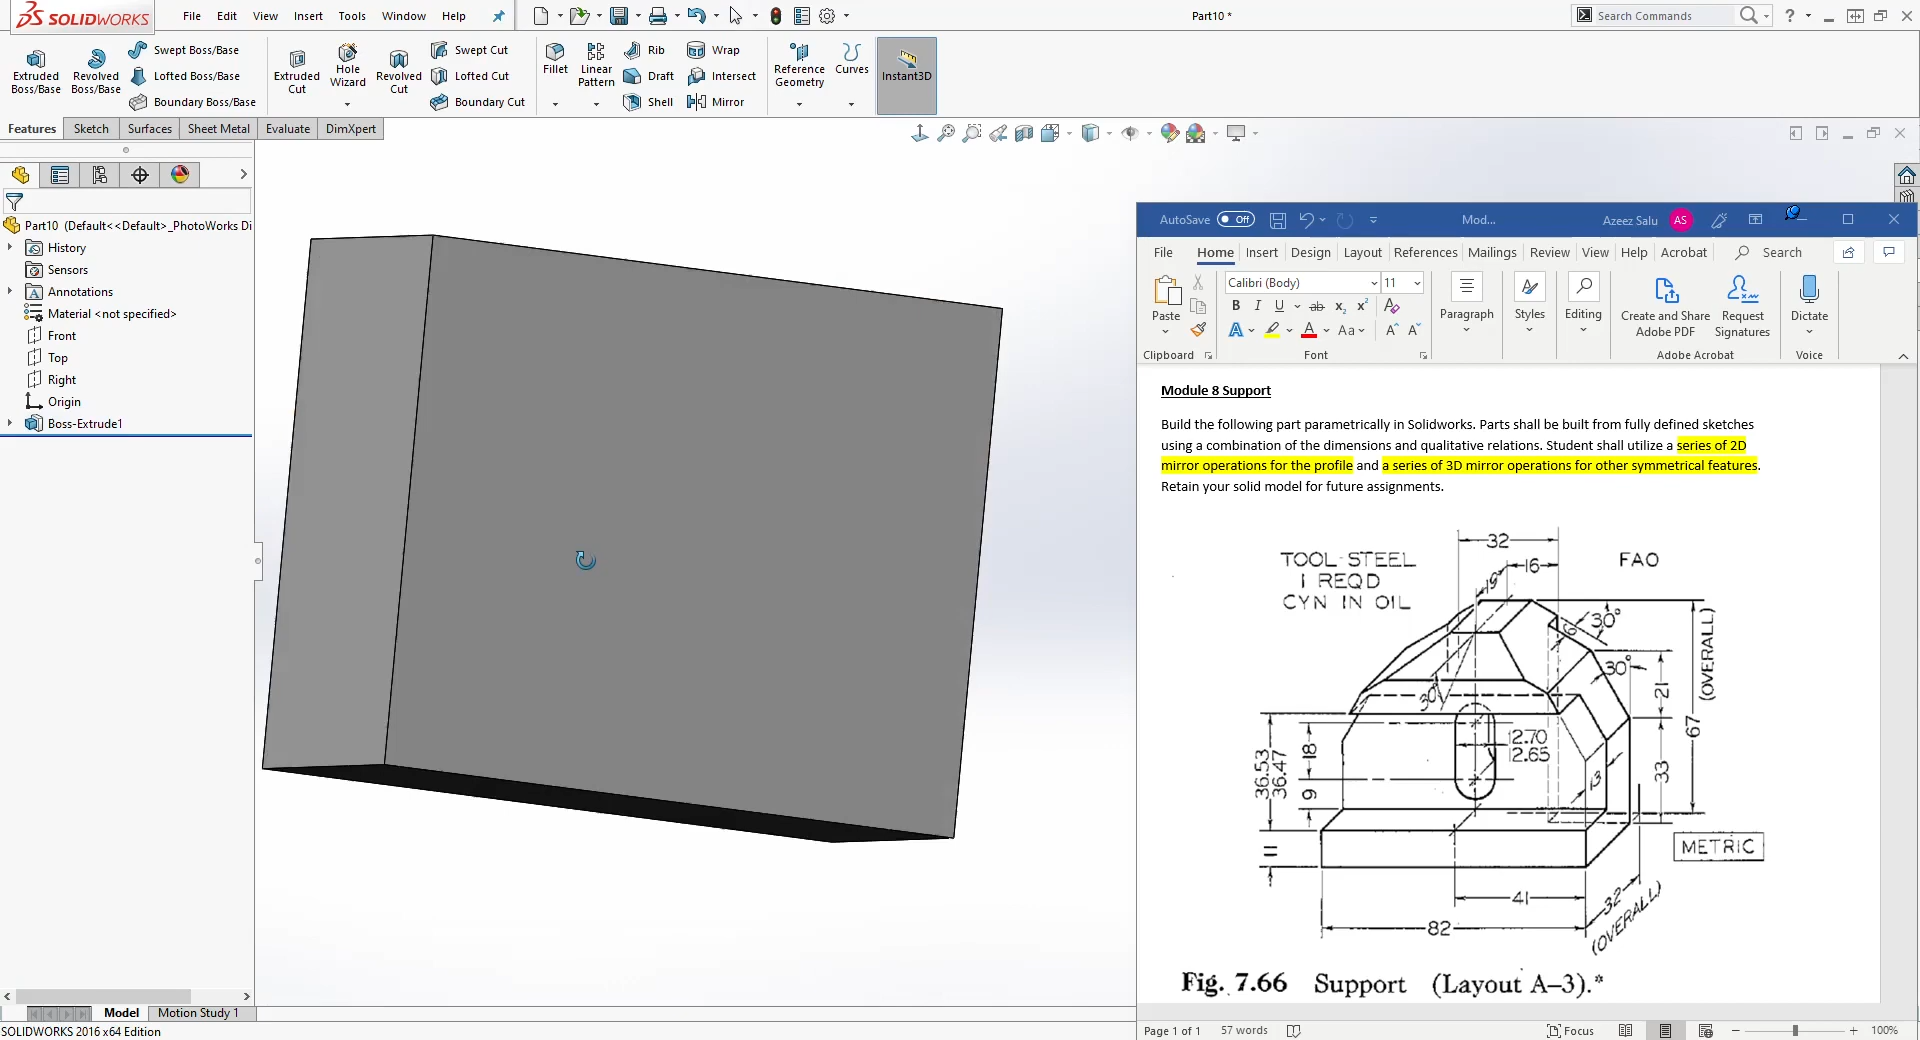 SOLIDWORKS
File Edit View Insert Tools Window Help
Part10 *
Search Commands
Extruded Boss/Base
Revolved Boss/Base
Swept Boss/Base
Lofted Boss/Base
Boundary Boss/Base
Extruded Cut
Hole Wizard
Revolved Cut
Swept Cut
Lofted Cut
Boundary Cut
Fillet
Linear Pattern
Rib
Draft
Shell
Wrap
Intersect
Mirror
Reference Geometry
Curves
Instant3D
Features Sketch Surfaces Sheet Metal Evaluate DimXpert
Part10 (Default<<Default>_PhotoWorks Di
History
Sensors
Annotations
Material <not specified>
Front
Top
Right
Origin
Boss-Extrude1
Model Motion Study 1
SOLIDWORKS 2016 x64 Edition
AutoSave Off
Mod...
Azeez Salu AS
File Home Insert Design Layout References Mailings Review View Help Acrobat Search
Paste
Calibri (Body) 11
B I U ab x₂ x²
A A Aa A A
Paragraph
Styles
Editing
Create and Share Adobe PDF
Request Signatures
Dictate
Clipboard Font Adobe Acrobat Voice
Module 8 Support
Build the following part parametrically in Solidworks. Parts shall be built from fully defined sketches
using a combination of the dimensions and qualitative relations. Student shall utilize a series of 2D
mirror operations for the profile and a series of 3D mirror operations for other symmetrical features.
Retain your solid model for future assignments.
TOOL STEEL
1 REQD
CYN IN OIL
FAO
32
16
19
30°
6
30°
30°
(OVERALL)
21
67
33
12.70
12.65
13
36.53
36.47
18
9
11
METRIC
41
32
(OVERALL)
82
Fig. 7.66 Support (Layout A–3).*
Page 1 of 1 57 words Focus 100%